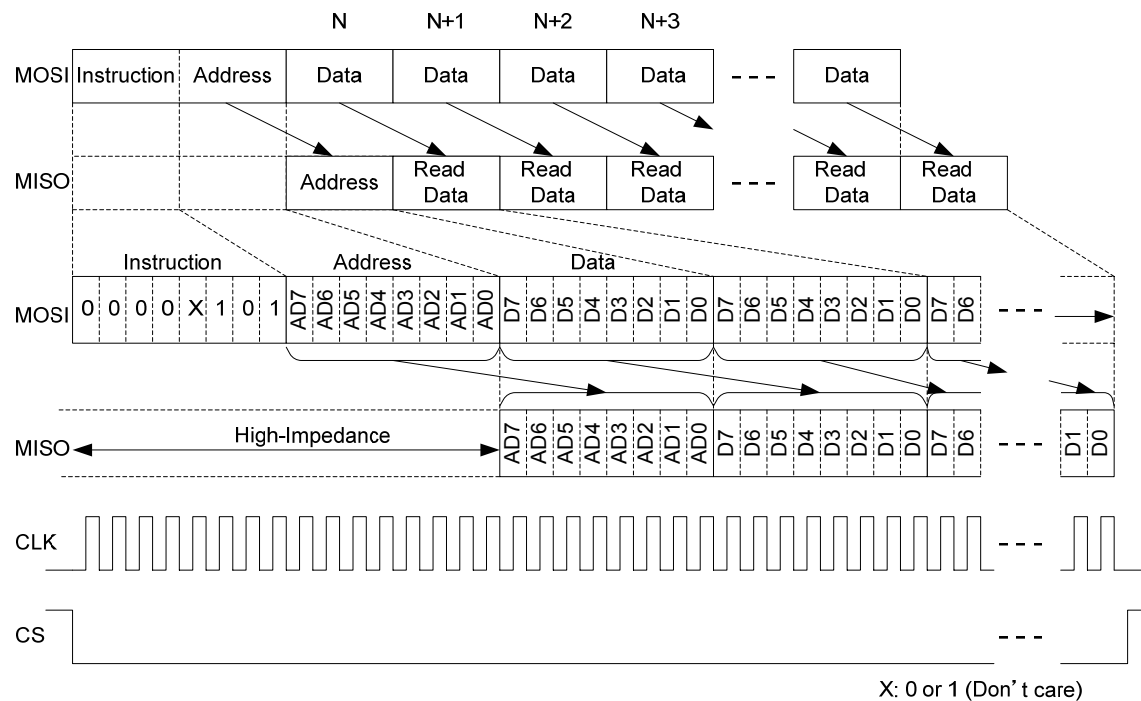 N N+1 N+2 N+3
MOSI Instruction Address Data Data Data Data Data
MISO Address Read Data Read Data Read Data Read Data Read Data
Instruction Address Data
MOSI 0 0 0 0 X 1 0 1 AD7 AD6 AD5 AD4 AD3 AD2 AD1 AD0 D7 D6 D5 D4 D3 D2 D1 D0 D7 D6 D5 D4 D3 D2 D1 D0 D7 D6
MISO High-Impedance AD7 AD6 AD5 AD4 AD3 AD2 AD1 AD0 D7 D6 D5 D4 D3 D2 D1 D0 D7 D6 D1 D0
CLK
CS
X: 0 or 1 (Don't care)